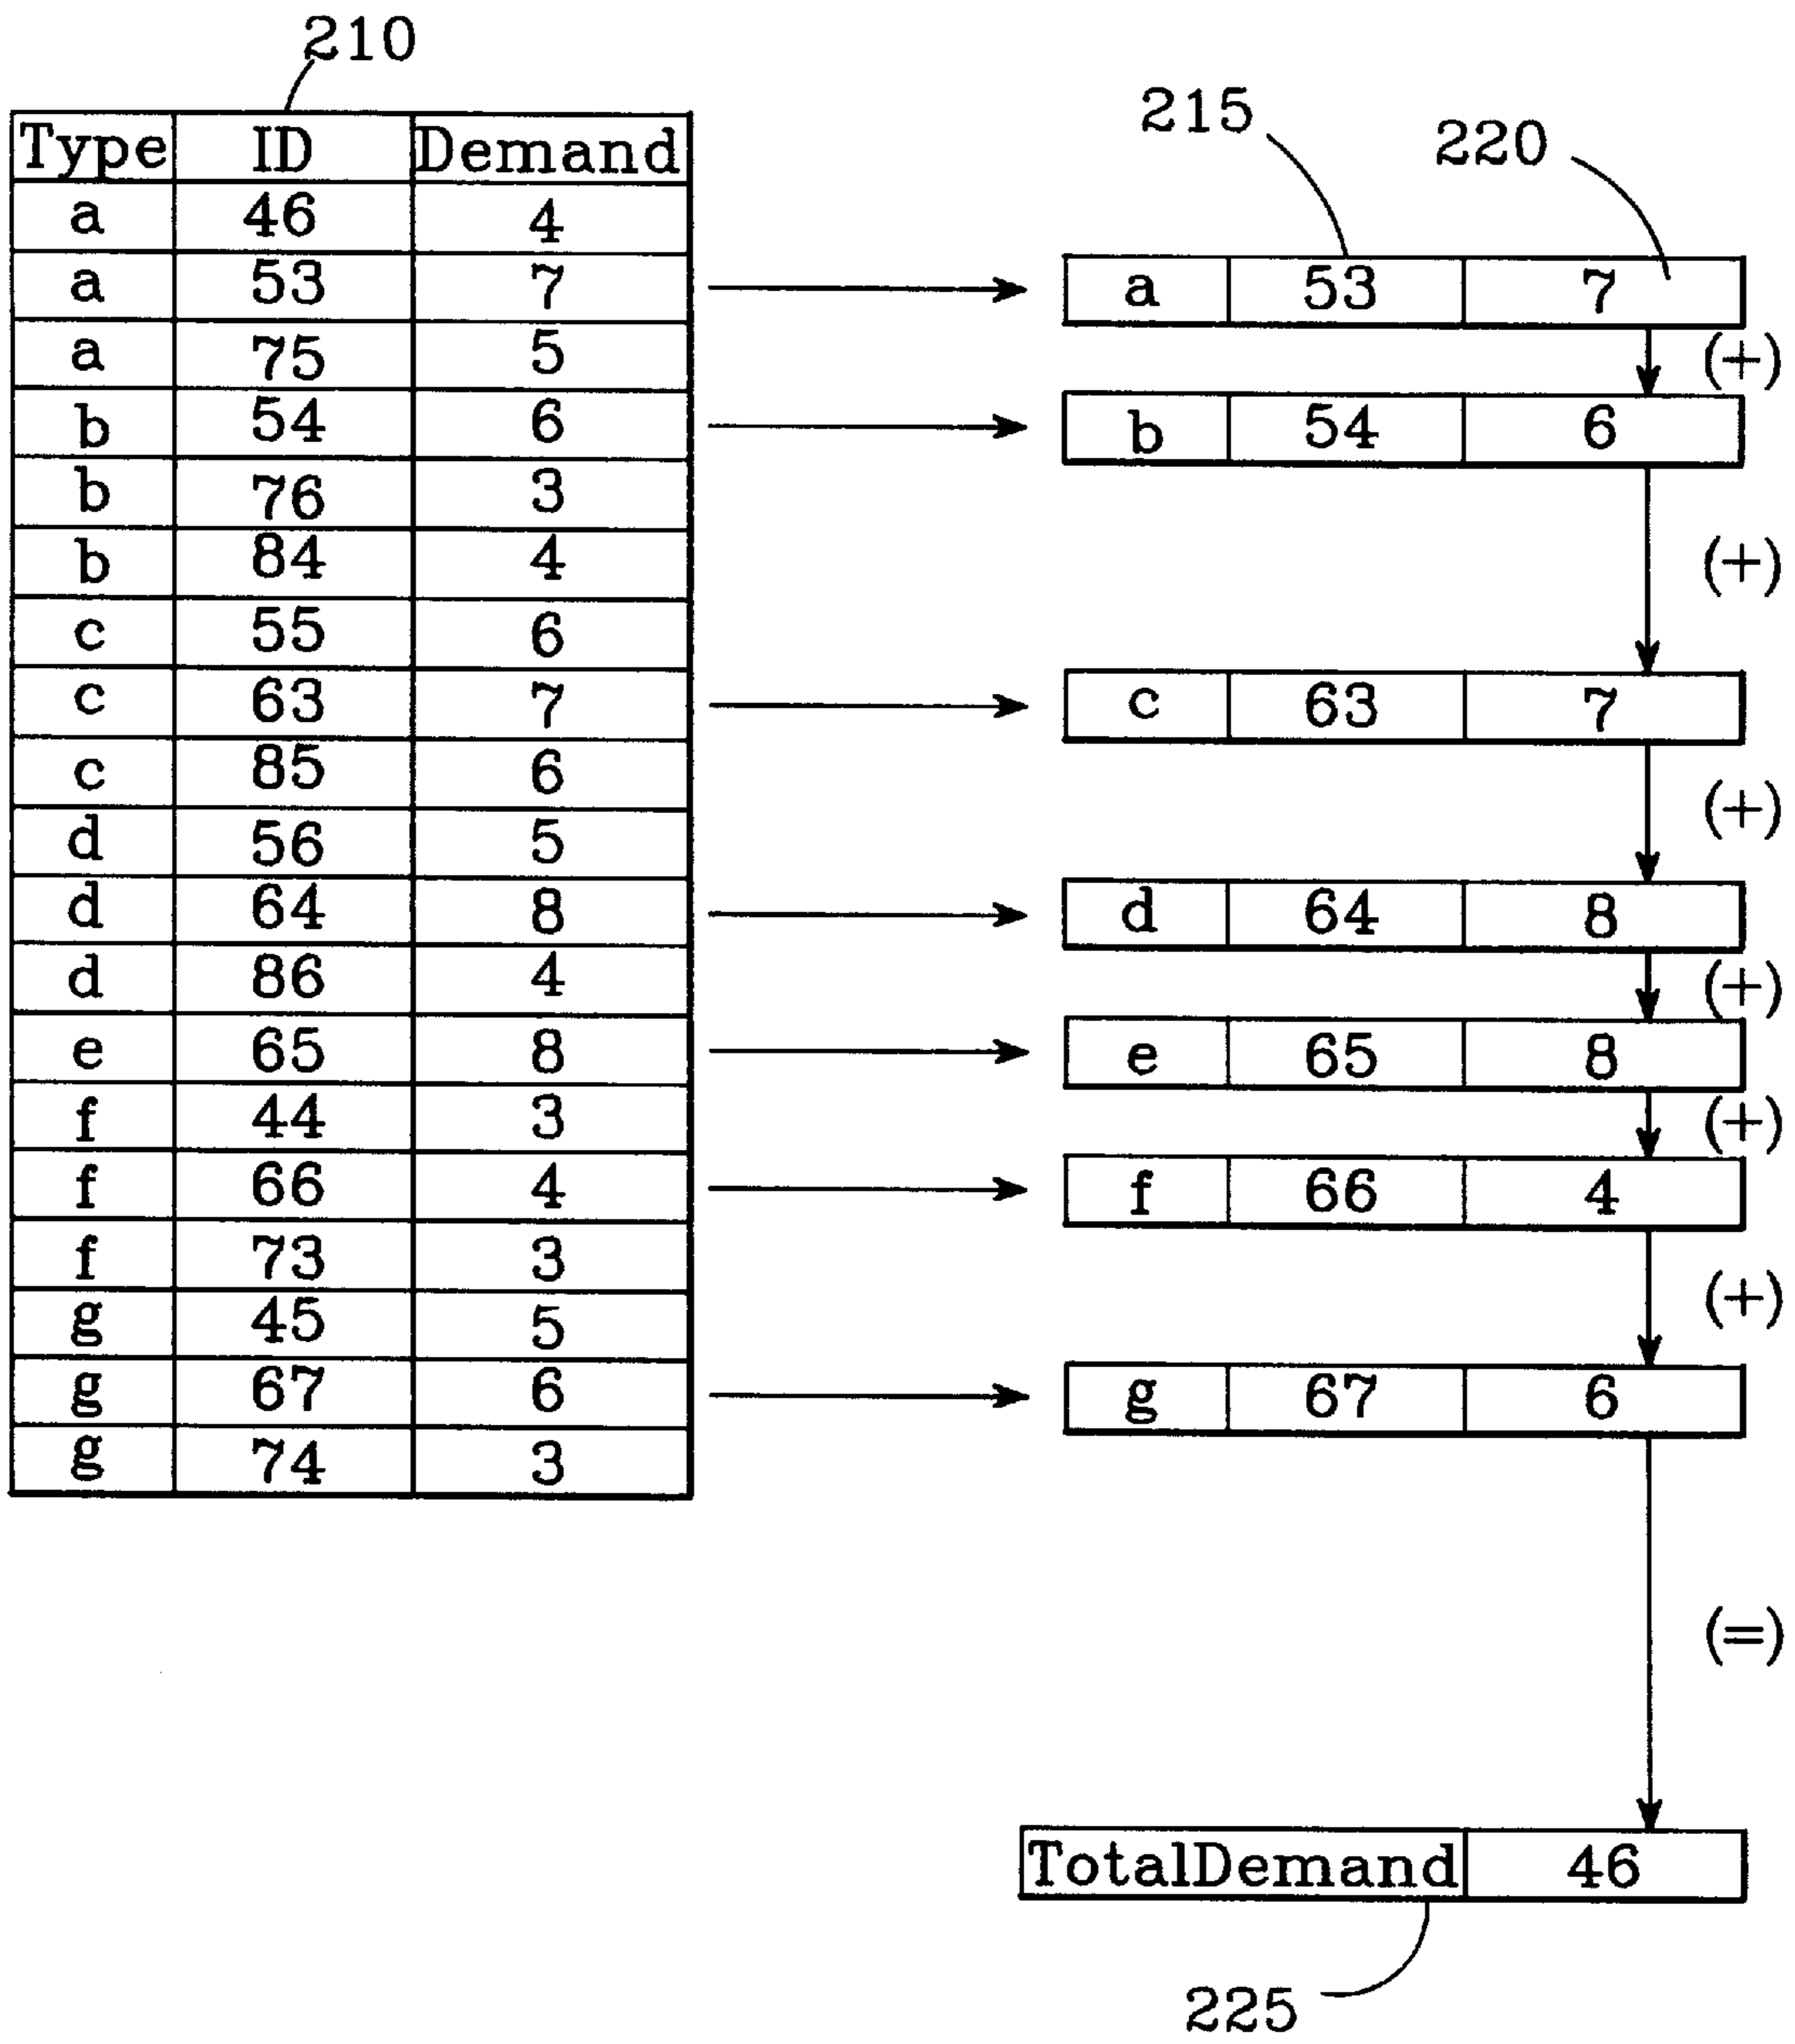 210
215
220
Type ID Demand
a 46 4
a 53 7
a 75 5
b 54 6
b 76 3
b 84 4
c 55 6
c 63 7
c 85 6
d 56 5
d 64 8
d 86 4
e 65 8
f 44 3
f 66 4
f 73 3
g 45 5
g 67 6
g 74 3
a 53 7
(+)
b 54 6
(+)
c 63 7
(+)
d 64 8
(+)
e 65 8
(+)
f 66 4
(+)
g 67 6
(=)
TotalDemand 46
225